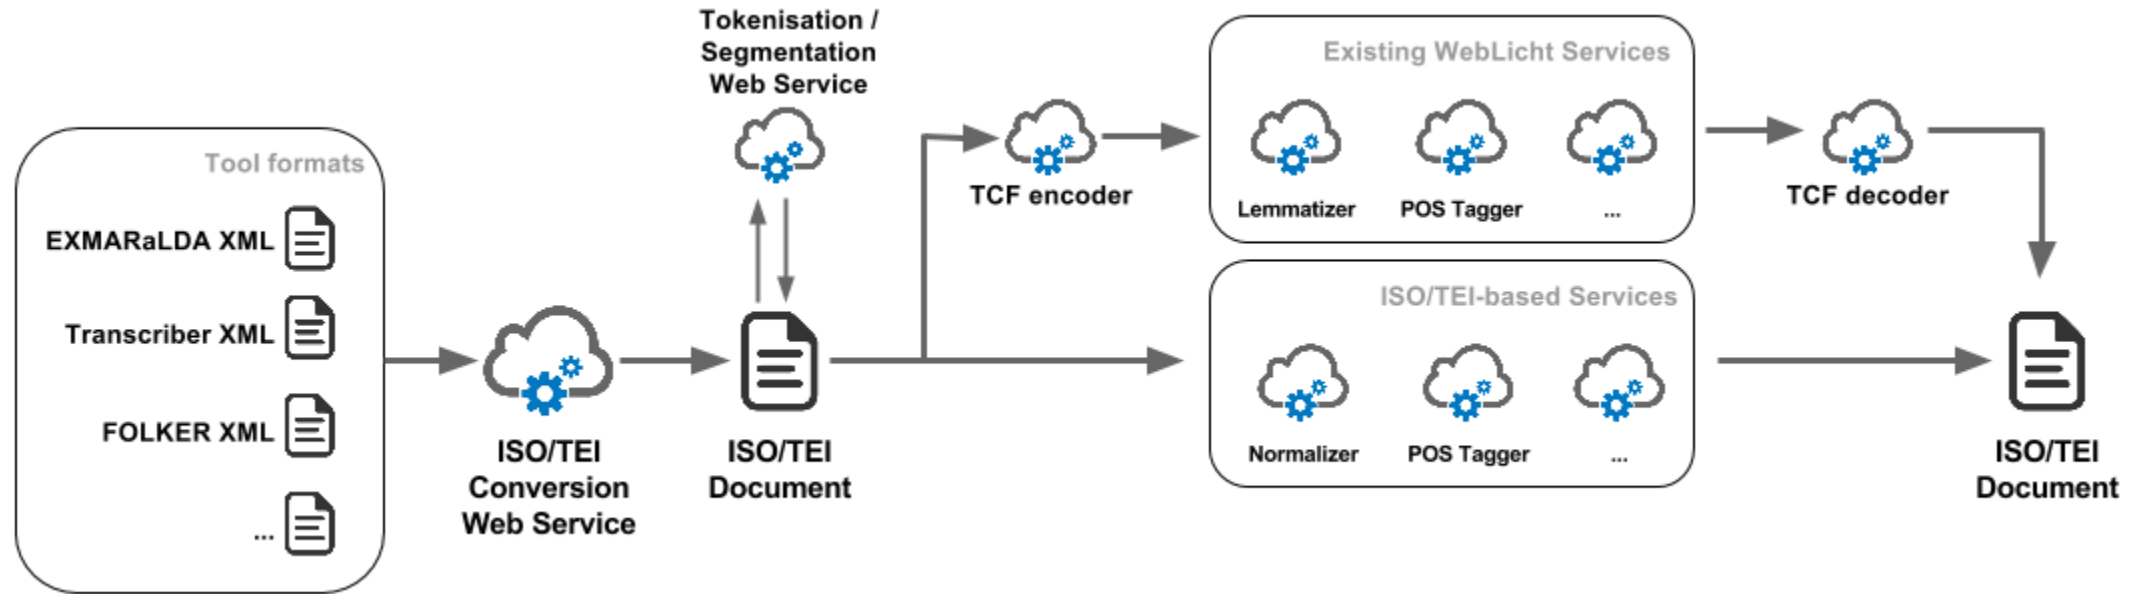 Tool formats
EXMARaLDA XML
Transcriber XML
FOLKER XML
...
ISO/TEI
Conversion
Web Service
Tokenisation /
Segmentation
Web Service
ISO/TEI
Document
TCF encoder
Existing WebLicht Services
Lemmatizer
POS Tagger
...
ISO/TEI-based Services
Normalizer
POS Tagger
...
TCF decoder
ISO/TEI
Document